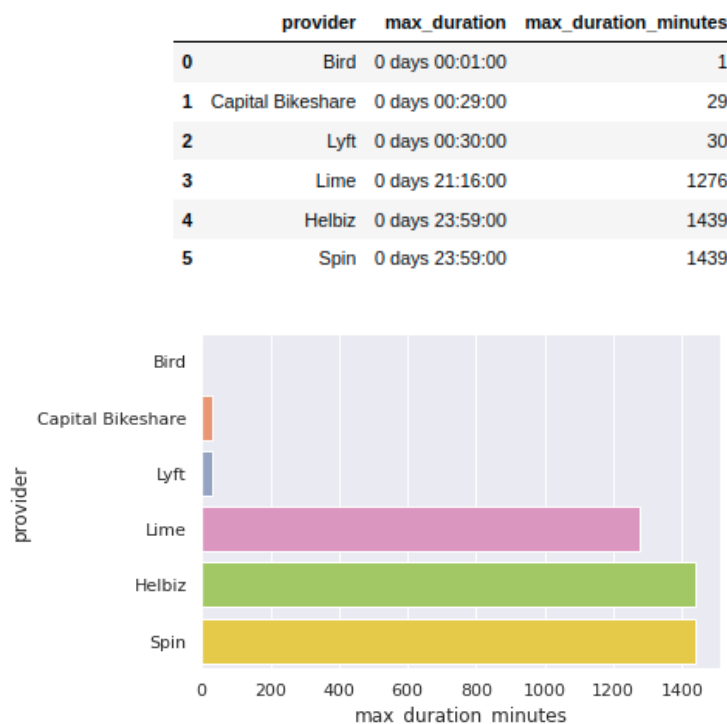 provider max_duration max_duration_minutes
0 Bird 0 days 00:01:00 1
1 Capital Bikeshare 0 days 00:29:00 29
2 Lyft 0 days 00:30:00 30
3 Lime 0 days 21:16:00 1276
4 Helbiz 0 days 23:59:00 1439
5 Spin 0 days 23:59:00 1439
provider
Bird
Capital Bikeshare
Lyft
Lime
Helbiz
Spin
0 200 400 600 800 1000 1200 1400
max_duration_minutes